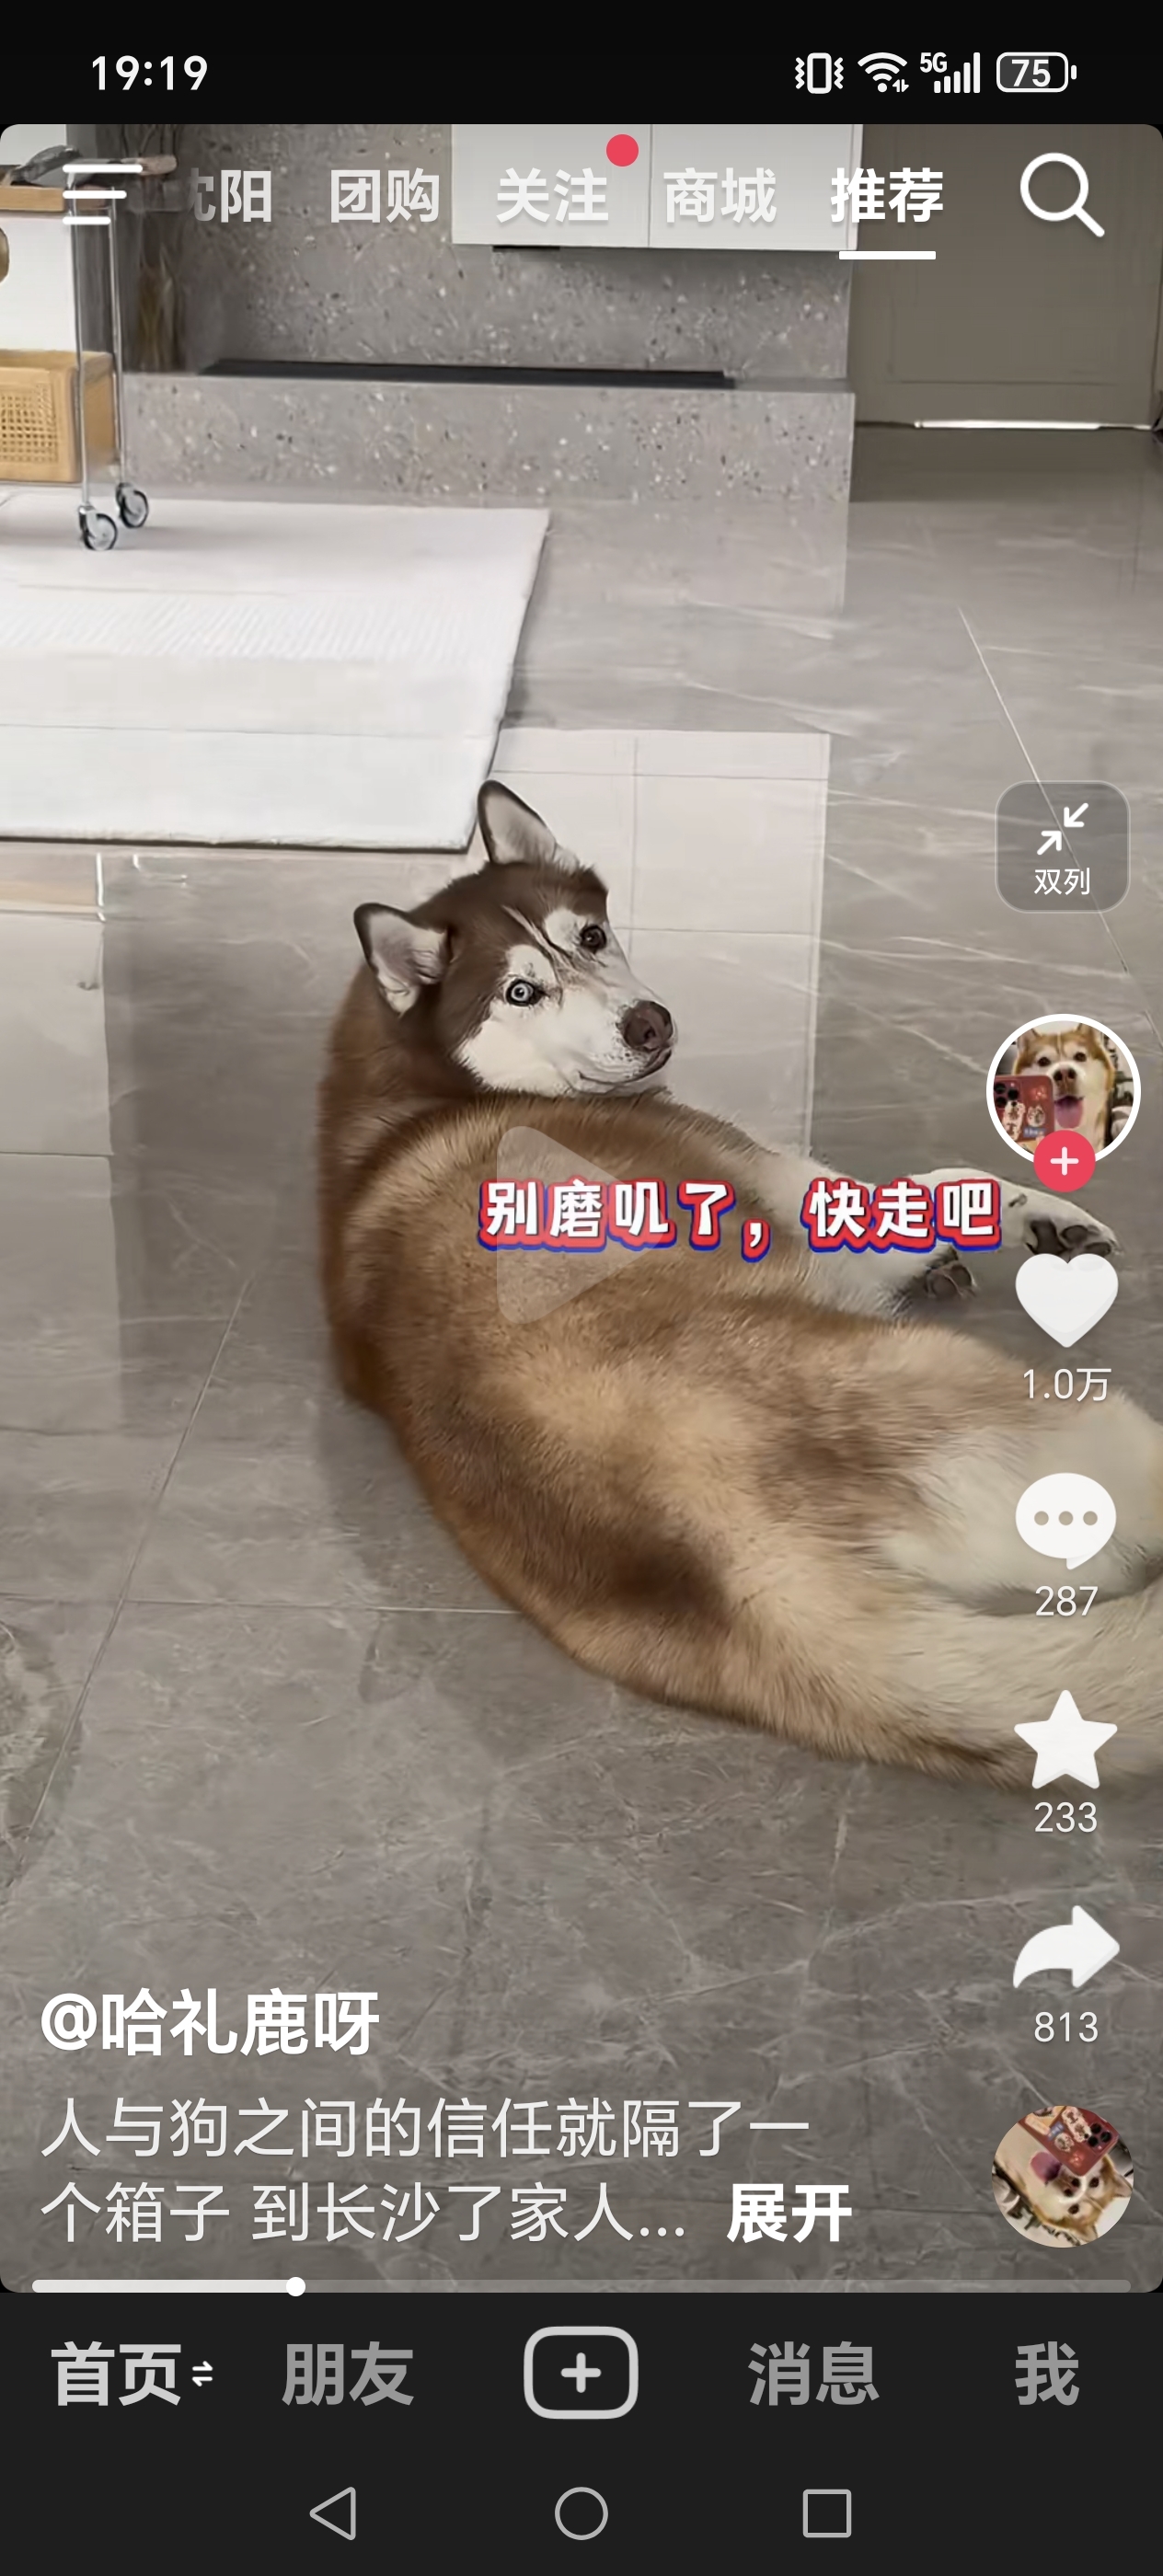 19:19
5G
75
阳 团购 关注 商城 推荐
双列
别磨叽了，快走吧
1.0万
287
233
813
@哈礼鹿呀
人与狗之间的信任就隔了一
个箱子 到长沙了家人... 展开
首页 朋友 消息 我